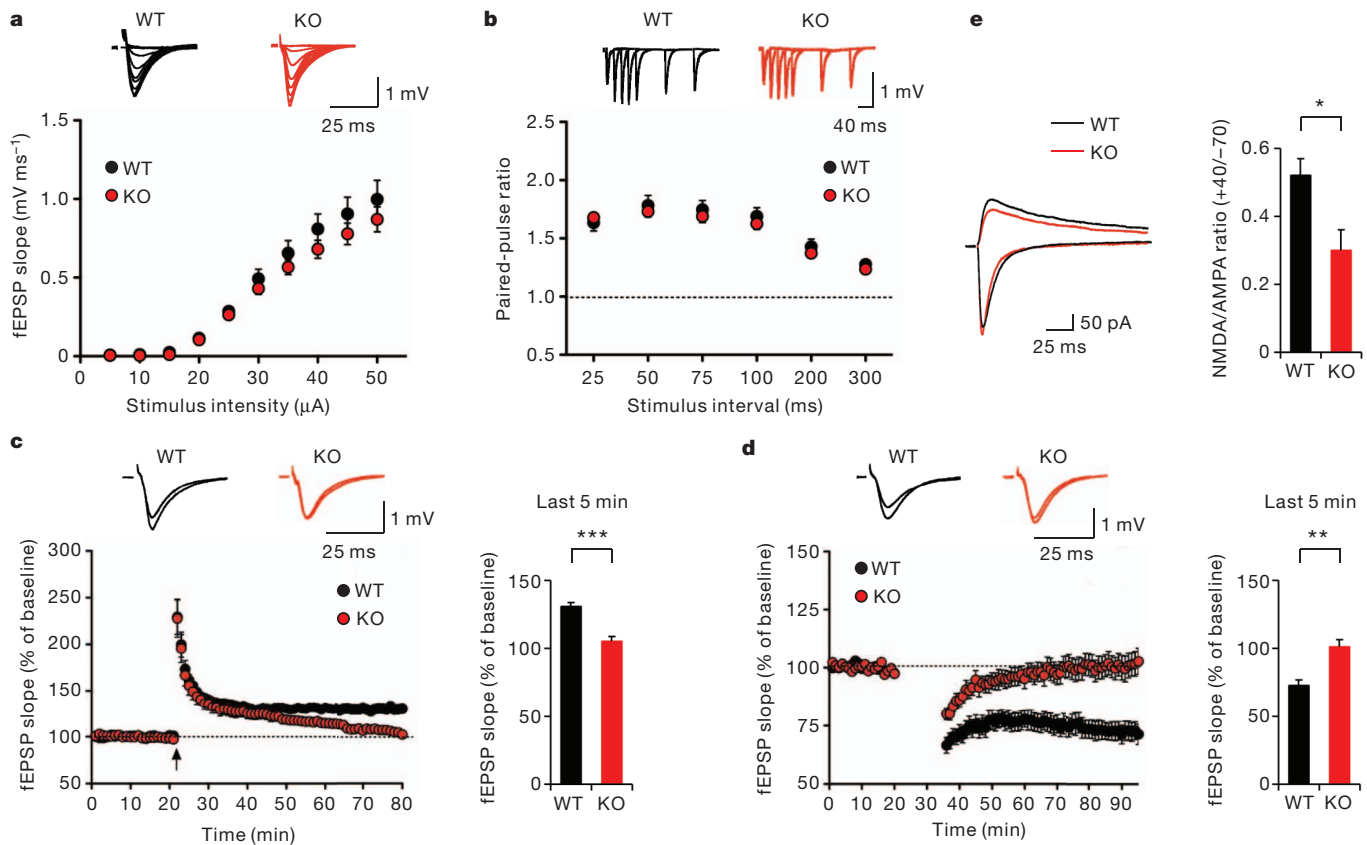 a
WT KO
1 mV
25 ms
fEPSP slope (mV ms−1)
1.5
1.0
0.5
0
WT
KO
0 10 20 30 40 50
Stimulus intensity (μA)
b
WT KO
1 mV
40 ms
Paired-pulse ratio
2.5
2.0
1.5
1.0
0.5
WT
KO
25 50 75 100 200 300
Stimulus interval (ms)
e
WT
KO
50 pA
25 ms
NMDA/AMPA ratio (+40/−70)
*
0.6
0.4
0.2
0
WT KO
c
WT KO
1 mV
25 ms
fEPSP slope (% of baseline)
300
250
200
150
100
50
WT
KO
0 10 20 30 40 50 60 70 80
Time (min)
Last 5 min
***
fEPSP slope (% of baseline)
150
100
50
0
WT KO
d
WT KO
1 mV
25 ms
fEPSP slope (% of baseline)
150
125
100
75
50
WT
KO
0 10 20 30 40 50 60 70 80 90
Time (min)
Last 5 min
**
fEPSP slope (% of baseline)
150
100
50
0
WT KO